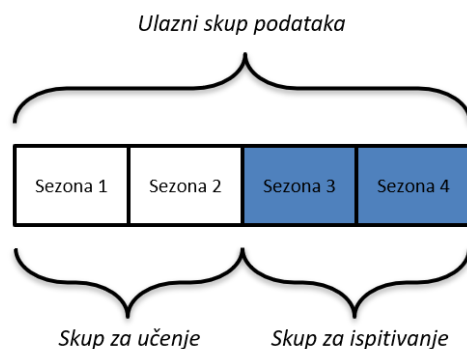 Ulazni skup podataka
Sezona 1 Sezona 2 Sezona 3 Sezona 4
Skup za učenje Skup za ispitivanje